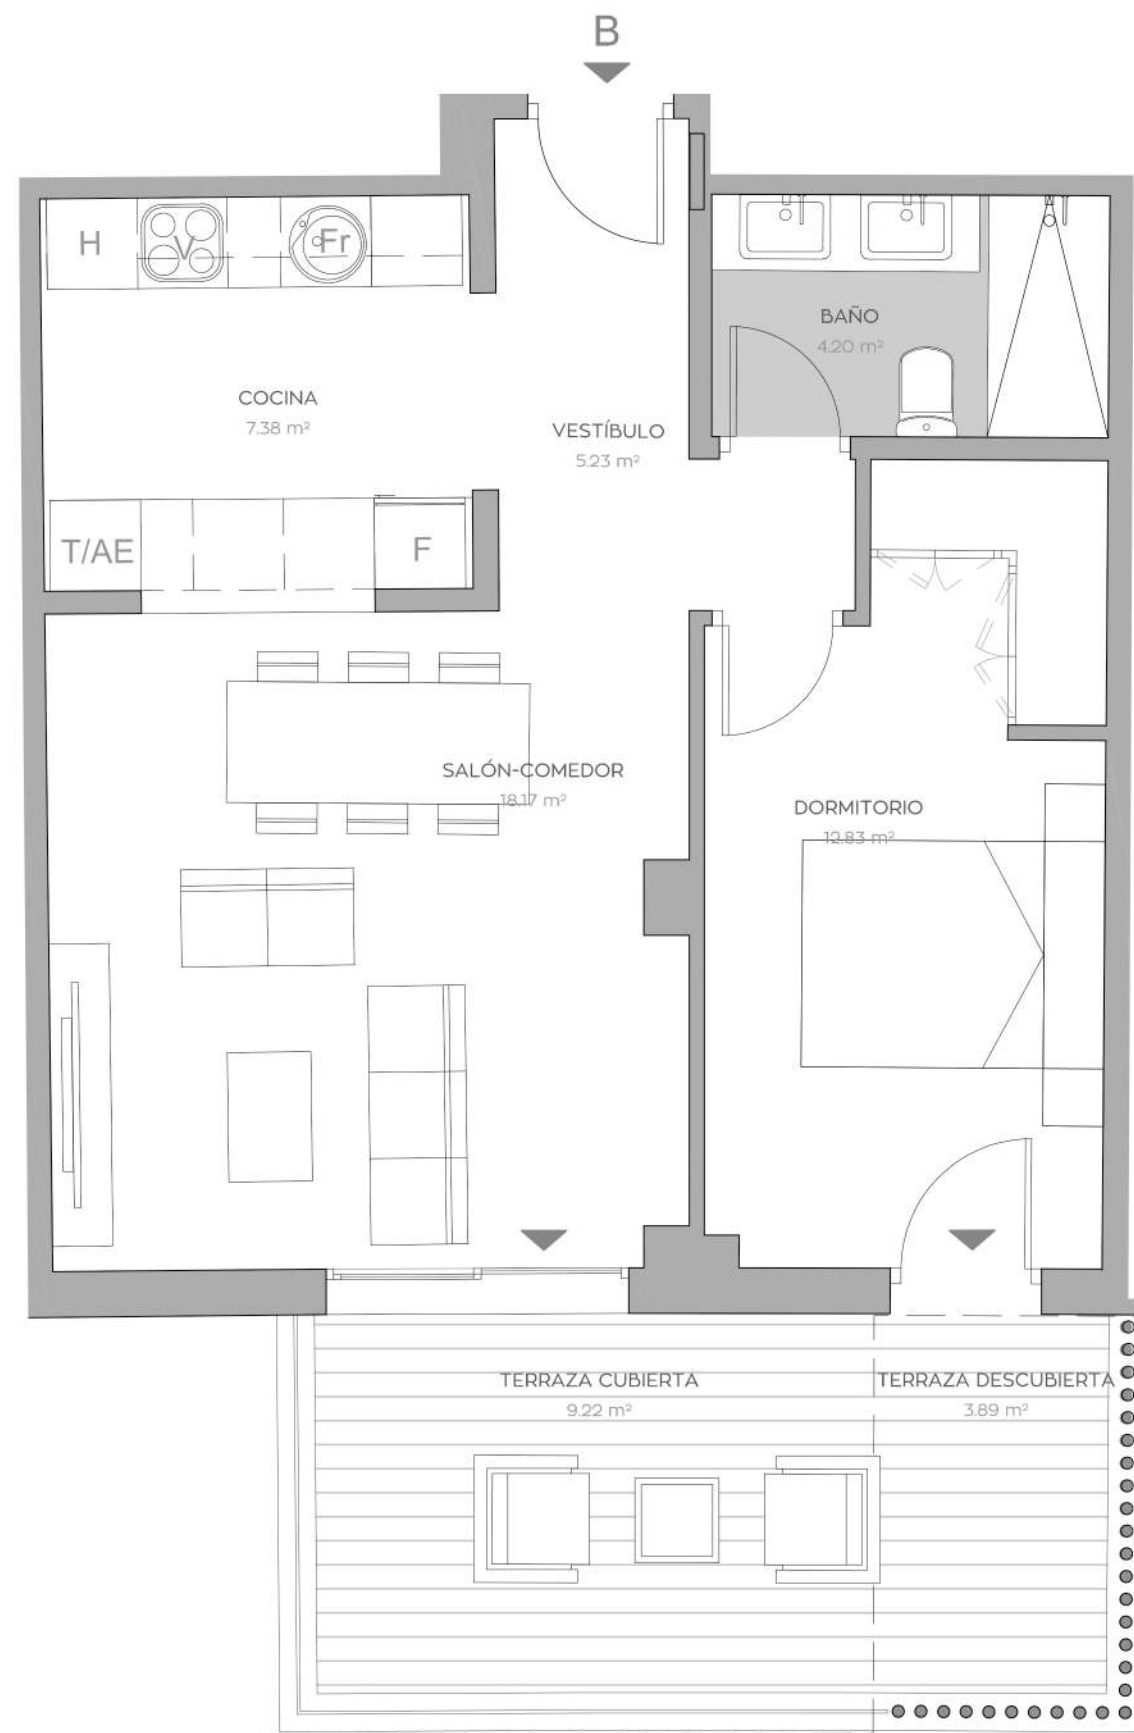 B
H
V
Fr
BAÑO
4.20 m²
COCINA
7.38 m²
VESTÍBULO
5.23 m²
T/AE
F
SALÓN-COMEDOR
18.17 m²
DORMITORIO
12.83 m²
TERRAZA CUBIERTA
9.22 m²
TERRAZA DESCUBIERTA
3.89 m²